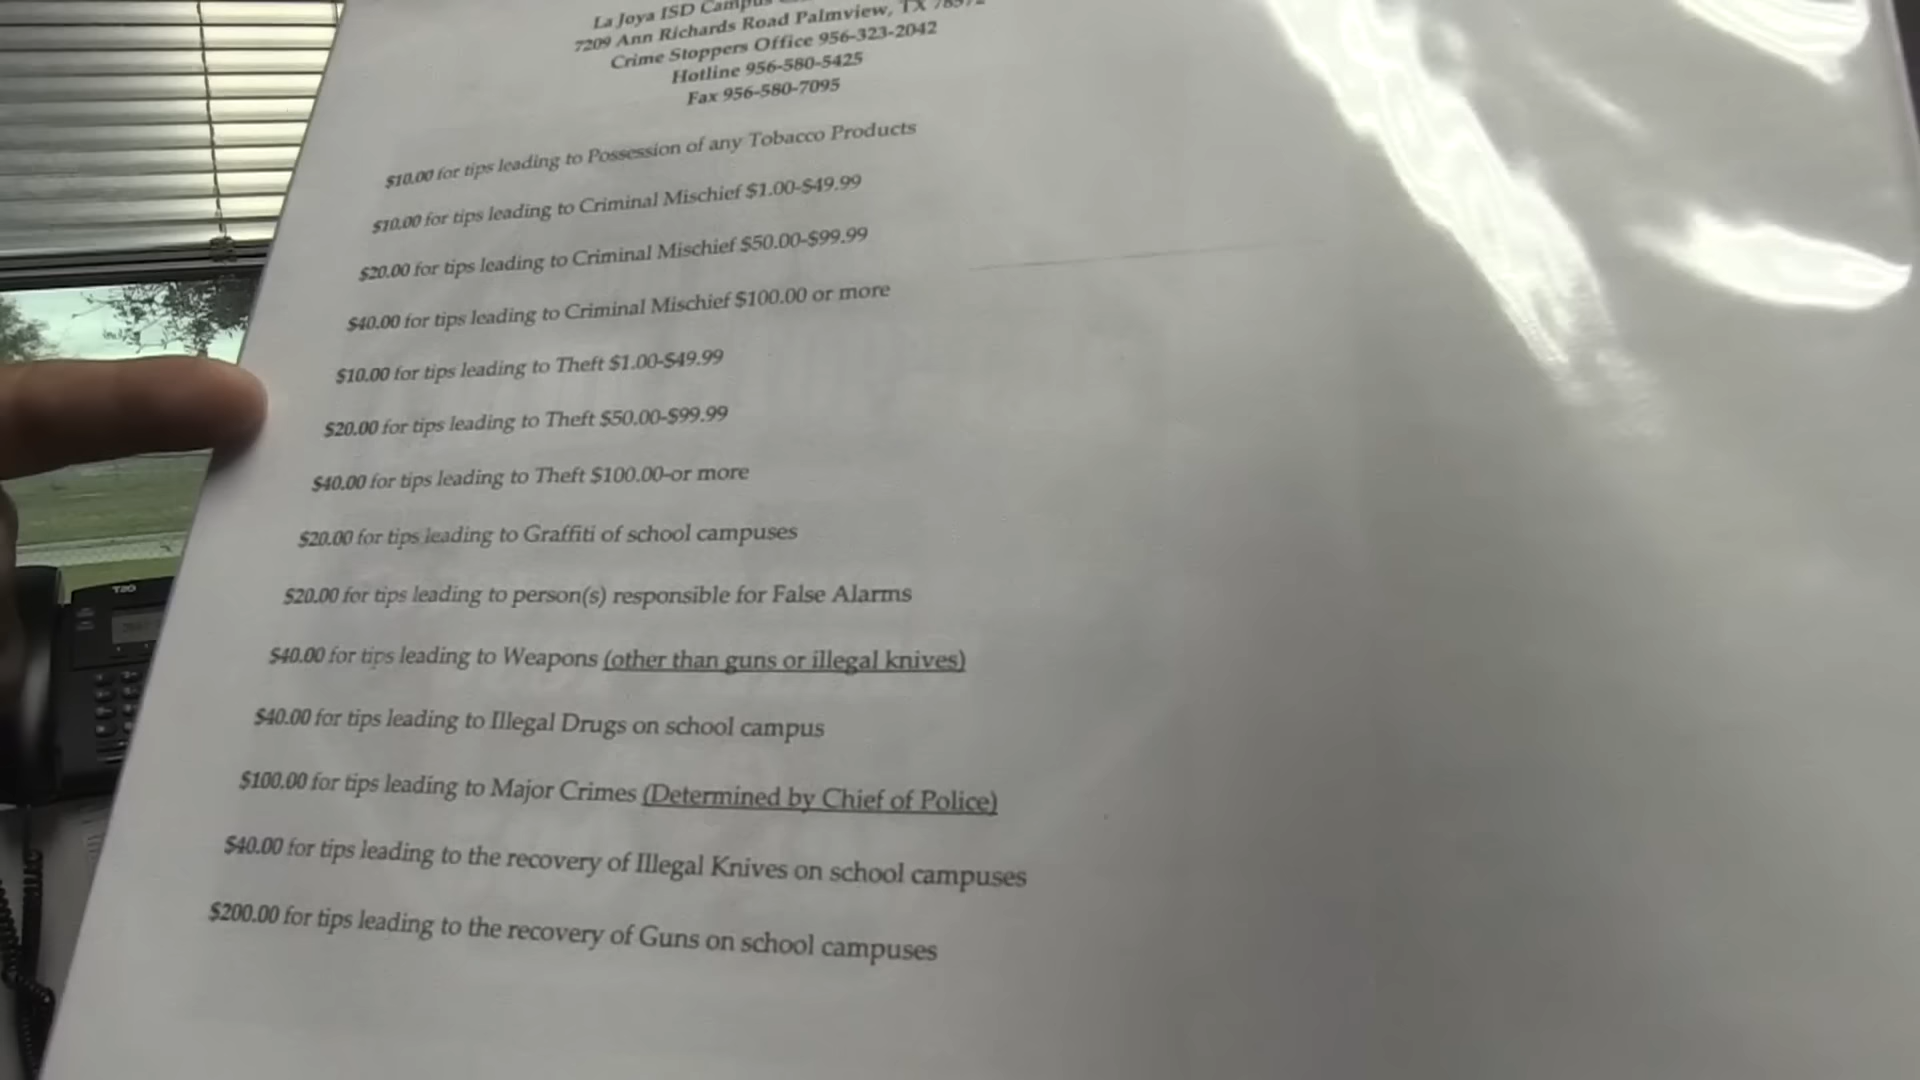 La Joya ISD Campus
7209 Ann Richards Road Palmview, TX 78572
Crime Stoppers Office 956-323-2042
Hotline 956-580-5425
Fax 956-580-7095
$10.00 for tips leading to Possession of any Tobacco Products
$10.00 for tips leading to Criminal Mischief $1.00-$49.99
$20.00 for tips leading to Criminal Mischief $50.00-$99.99
$40.00 for tips leading to Criminal Mischief $100.00 or more
$10.00 for tips leading to Theft $1.00-$49.99
$20.00 for tips leading to Theft $50.00-$99.99
$40.00 for tips leading to Theft $100.00-or more
$20.00 for tips leading to Graffiti of school campuses
$20.00 for tips leading to person(s) responsible for False Alarms
$40.00 for tips leading to Weapons (other than guns or illegal knives)
$40.00 for tips leading to Illegal Drugs on school campus
$100.00 for tips leading to Major Crimes (Determined by Chief of Police)
$40.00 for tips leading to the recovery of Illegal Knives on school campuses
$200.00 for tips leading to the recovery of Guns on school campuses